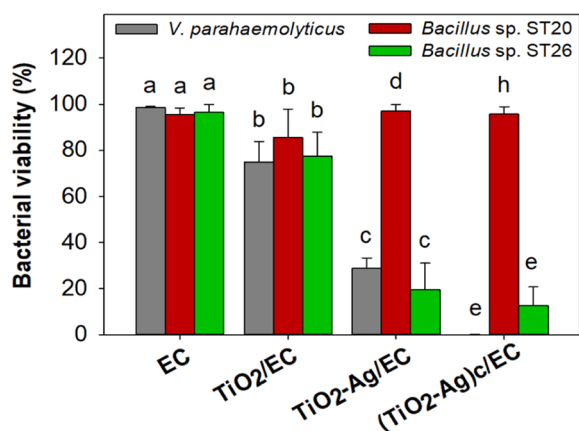 V. parahaemolyticus
Bacillus sp. ST20
Bacillus sp. ST26
Bacterial viability (%)
120
100
80
60
40
20
0
a a a
b b b
c d c
e h e
EC
TiO2/EC
TiO2-Ag/EC
(TiO2-Ag)c/EC